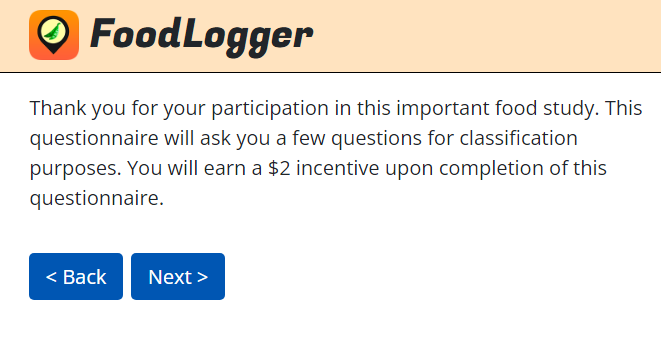 FoodLogger
Thank you for your participation in this important food study. This
questionnaire will ask you a few questions for classification
purposes. You will earn a $2 incentive upon completion of this
questionnaire.
< Back Next >